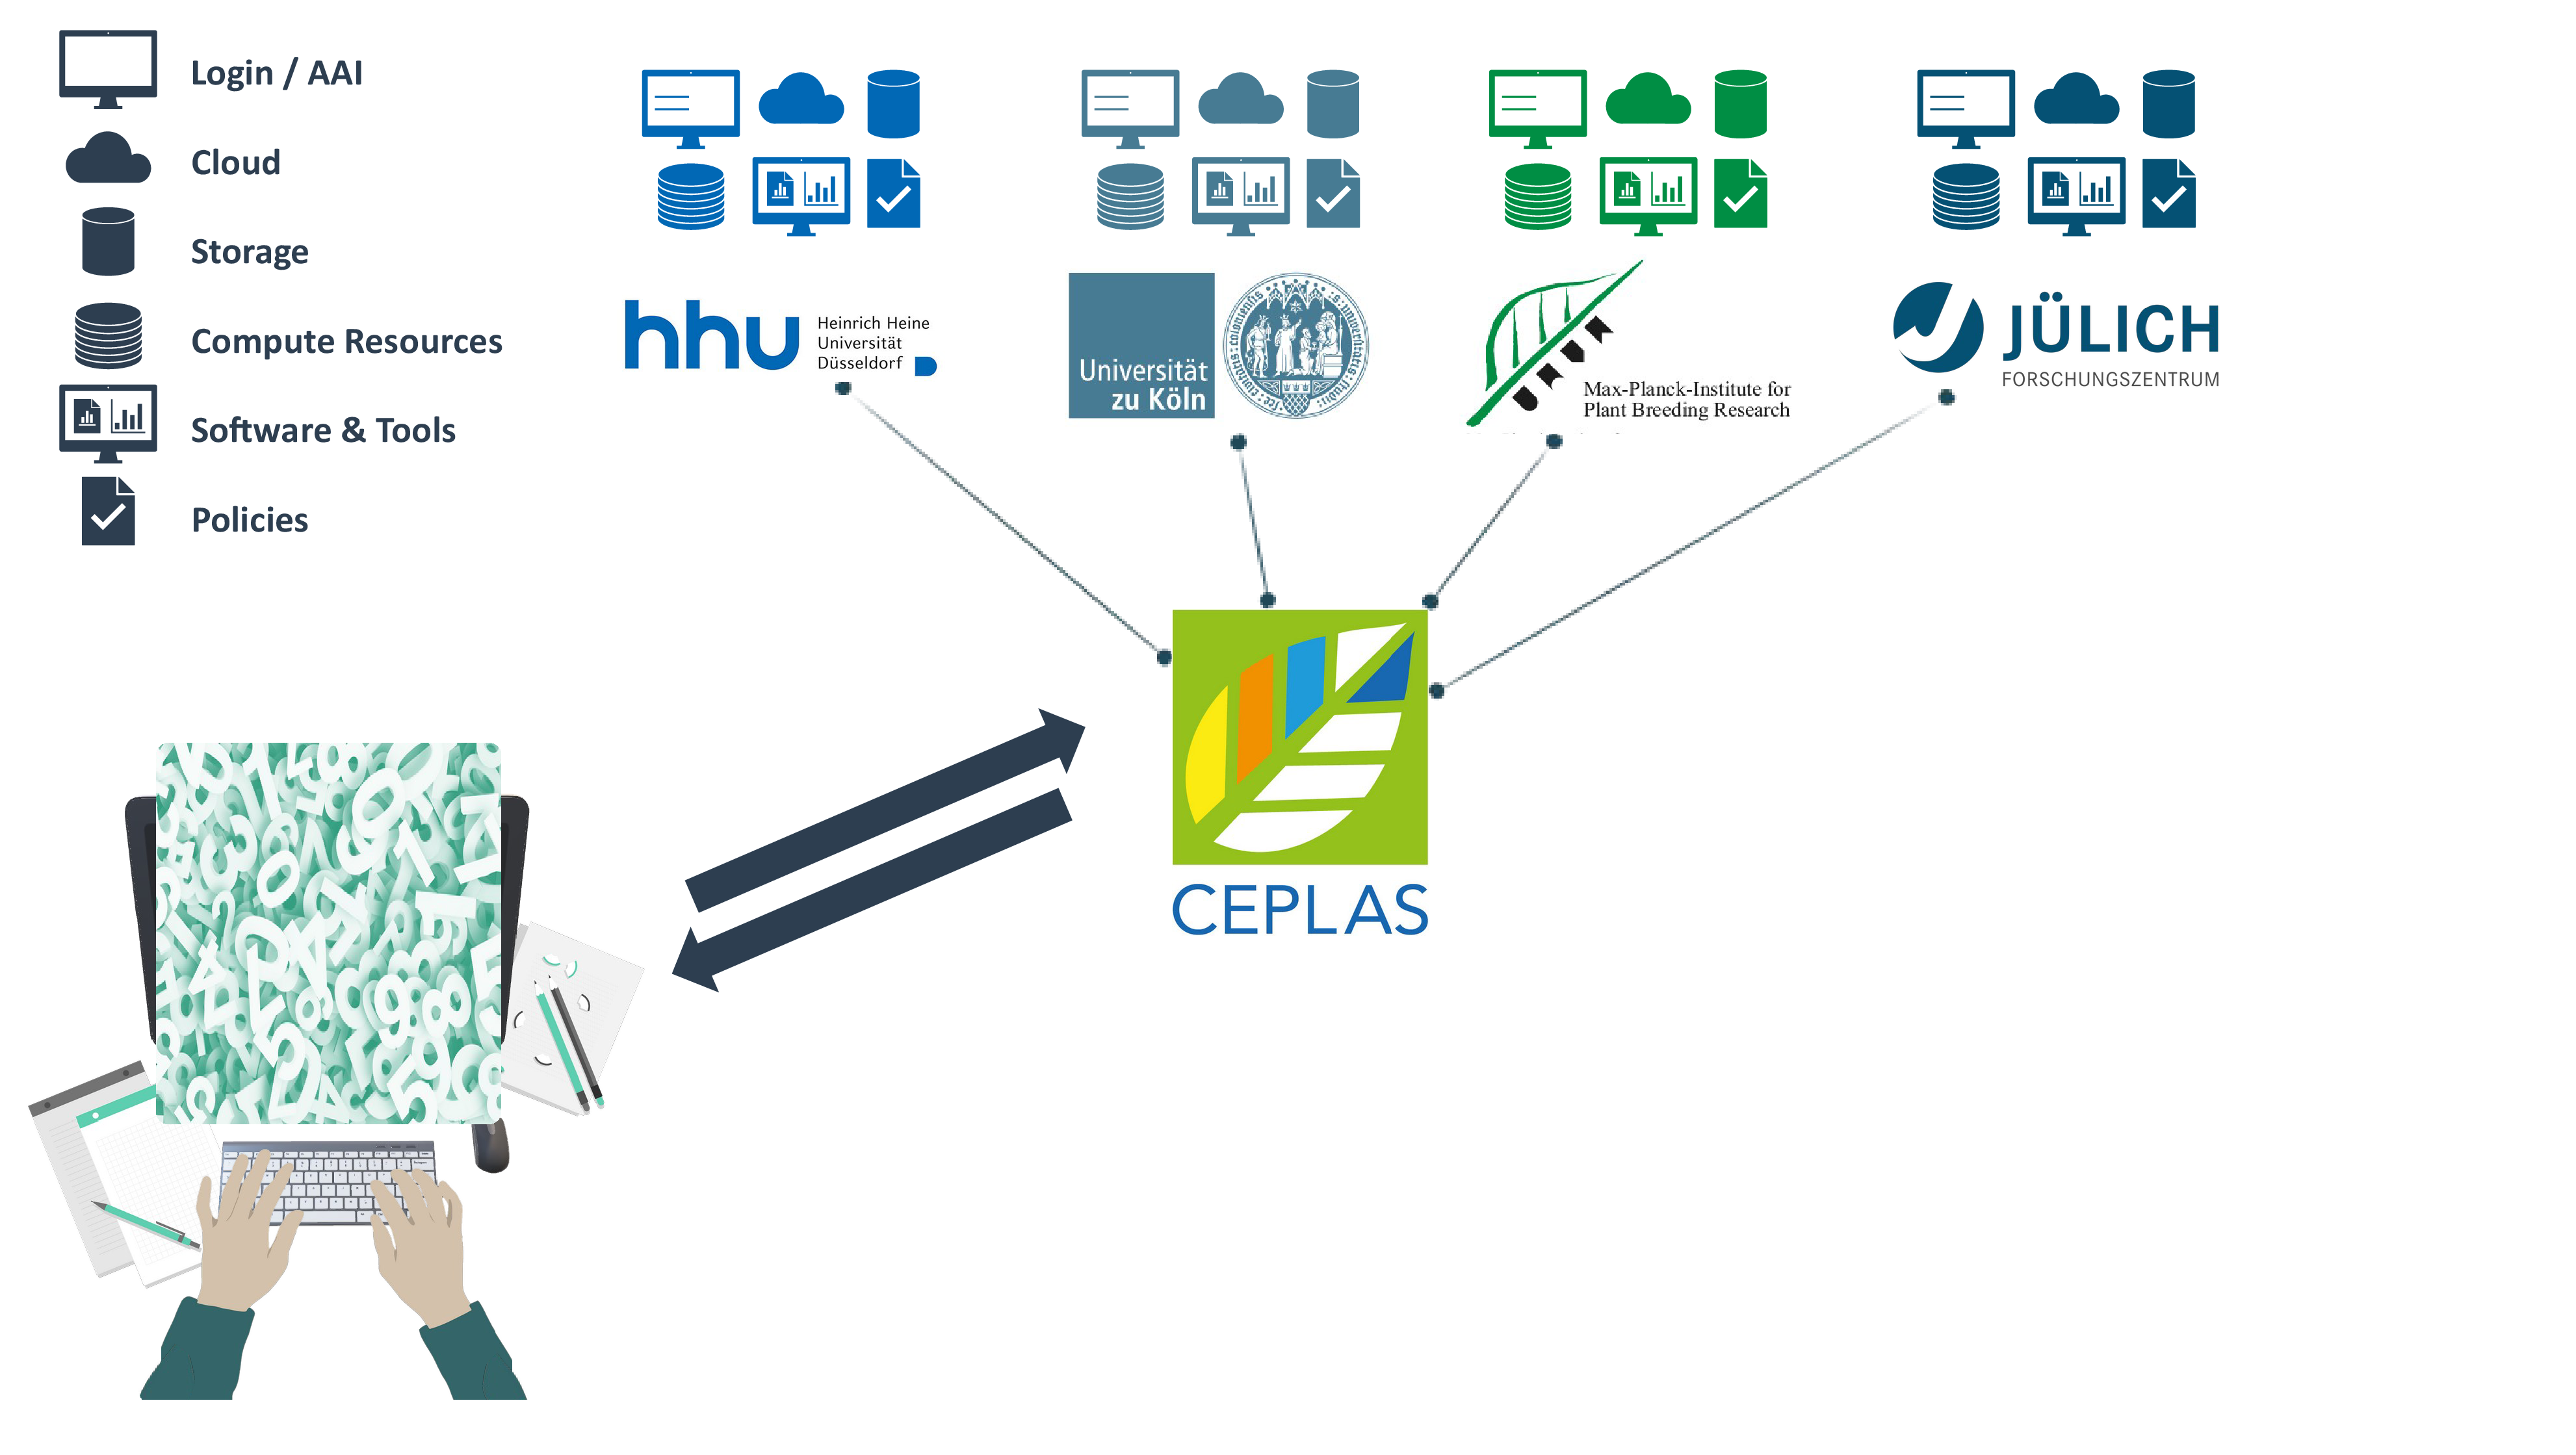 Login / AAI
Cloud
Storage
Compute Resources
Software & Tools
Policies
hhu
Heinrich Heine
Universität
Düsseldorf
Universität
zu Köln
Max-Planck-Institute for
Plant Breeding Research
JÜLICH
FORSCHUNGSZENTRUM
CEPLAS